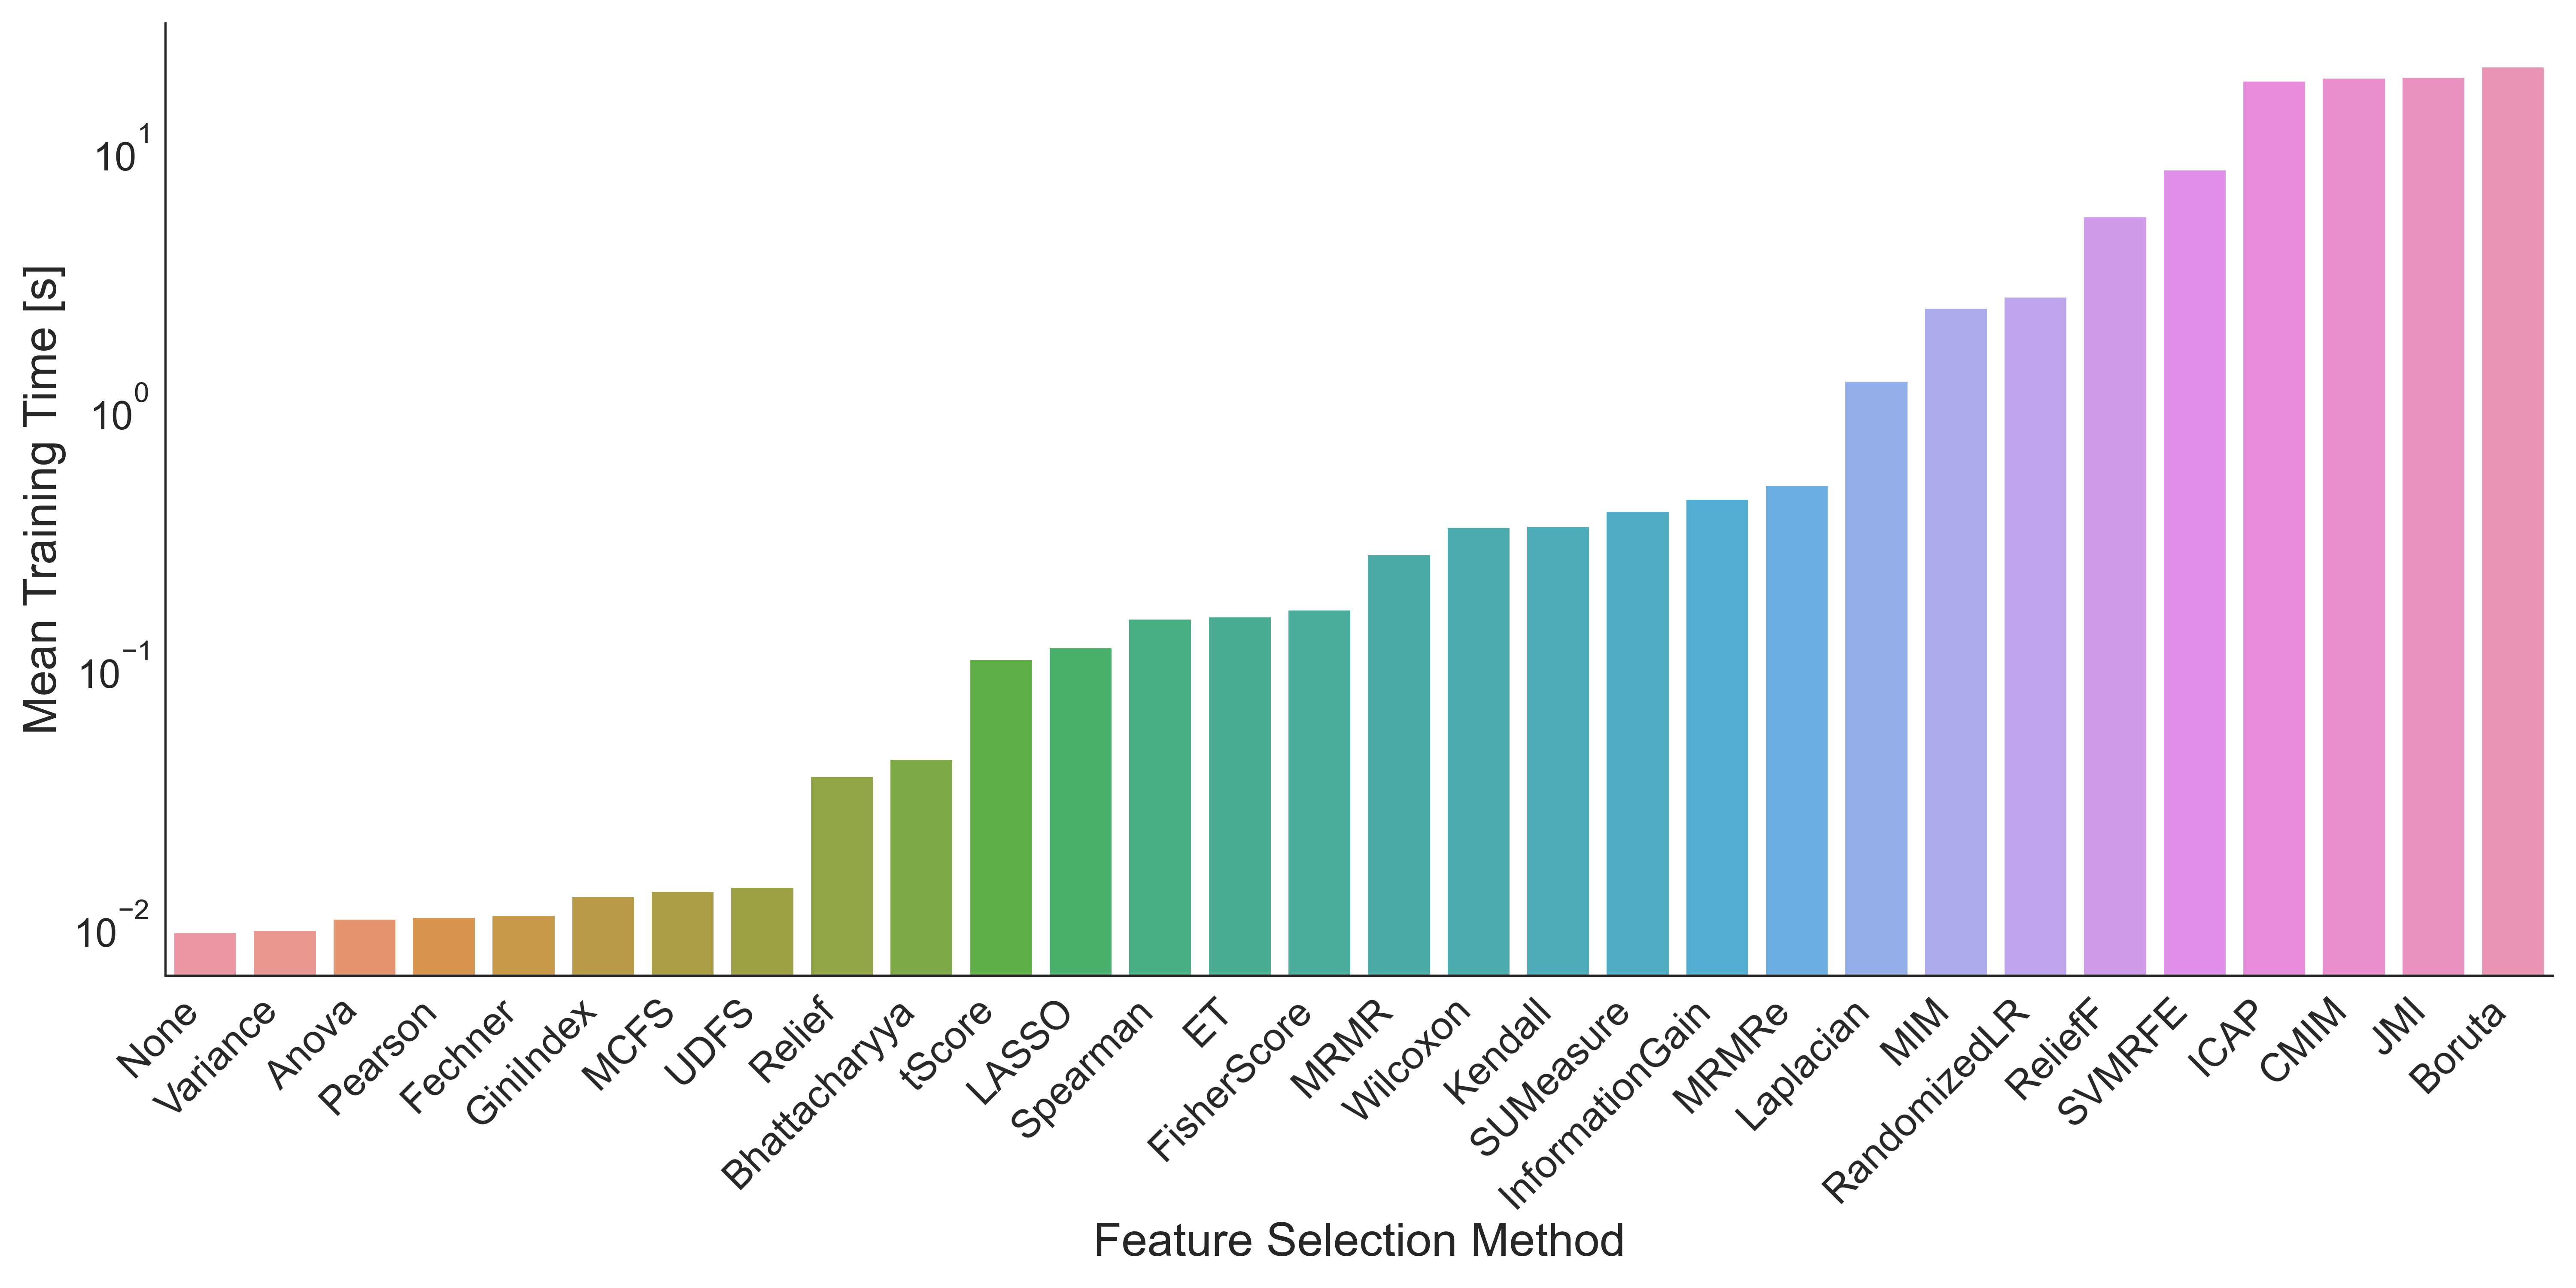 Mean Training Time [s]
10^1
10^0
10^−1
10^−2
None
Variance
Anova
Pearson
Fechner
GiniIndex
MCFS
UDFS
Relief
Bhattacharyya
tScore
LASSO
Spearman
ET
FisherScore
MRMR
Wilcoxon
Kendall
SUMeasure
InformationGain
MRMRe
Laplacian
MIM
RandomizedLR
ReliefF
SVMRFE
ICAP
CMIM
JMI
Boruta
Feature Selection Method